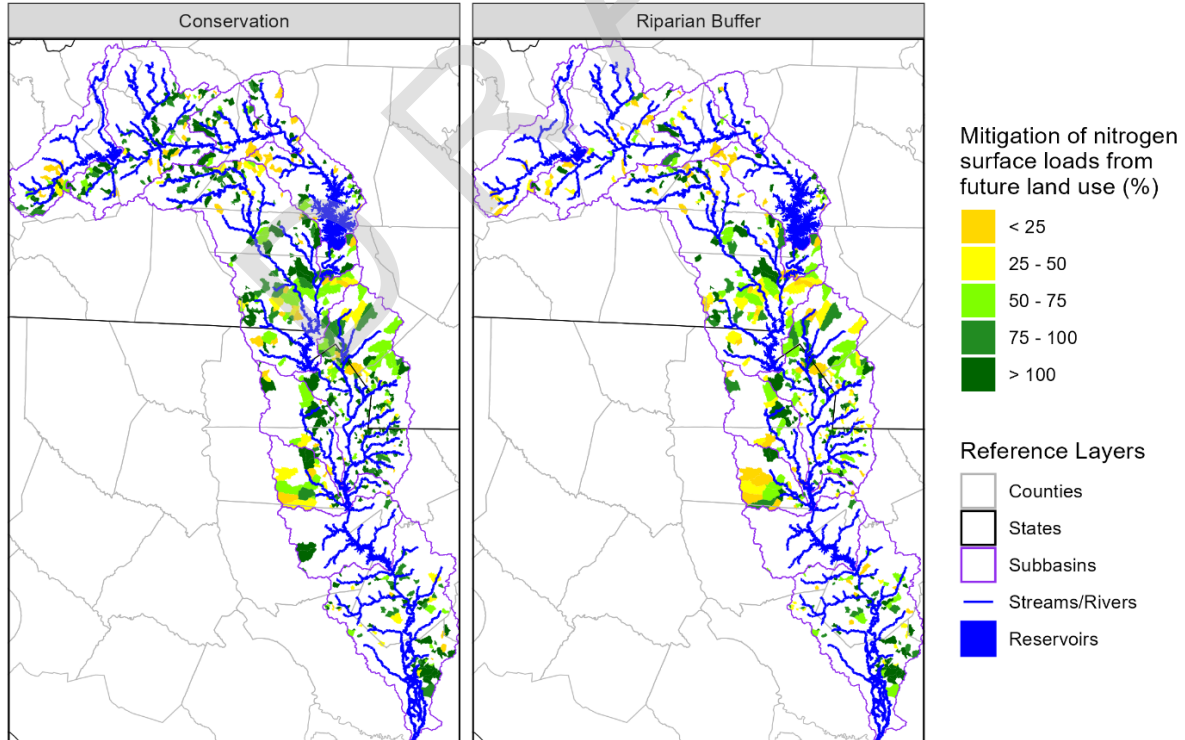 Conservation
Riparian Buffer
Mitigation of nitrogen
surface loads from
future land use (%)
< 25
25 - 50
50 - 75
75 - 100
> 100
Reference Layers
Counties
States
Subbasins
Streams/Rivers
Reservoirs
DRA